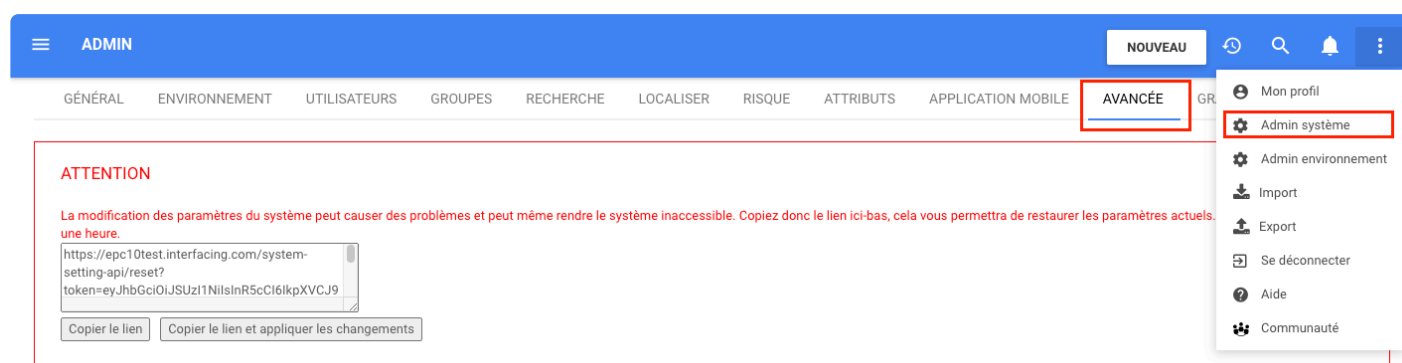 ADMIN
NOUVEAU
GÉNÉRAL ENVIRONNEMENT UTILISATEURS GROUPES RECHERCHE LOCALISER RISQUE ATTRIBUTS APPLICATION MOBILE AVANCÉE GR
Mon profil
Admin système
Admin environnement
Import
Export
Se déconnecter
Aide
Communauté
ATTENTION
La modification des paramètres du système peut causer des problèmes et peut même rendre le système inaccessible. Copiez donc le lien ici-bas, cela vous permettra de restaurer les paramètres actuels.
une heure.
https://epc10test.interfacing.com/system-
setting-api/reset?
token=eyJhbGciOiJSUzI1NiIsInR5cCI6IkpXVCJ9
Copier le lien Copier le lien et appliquer les changements